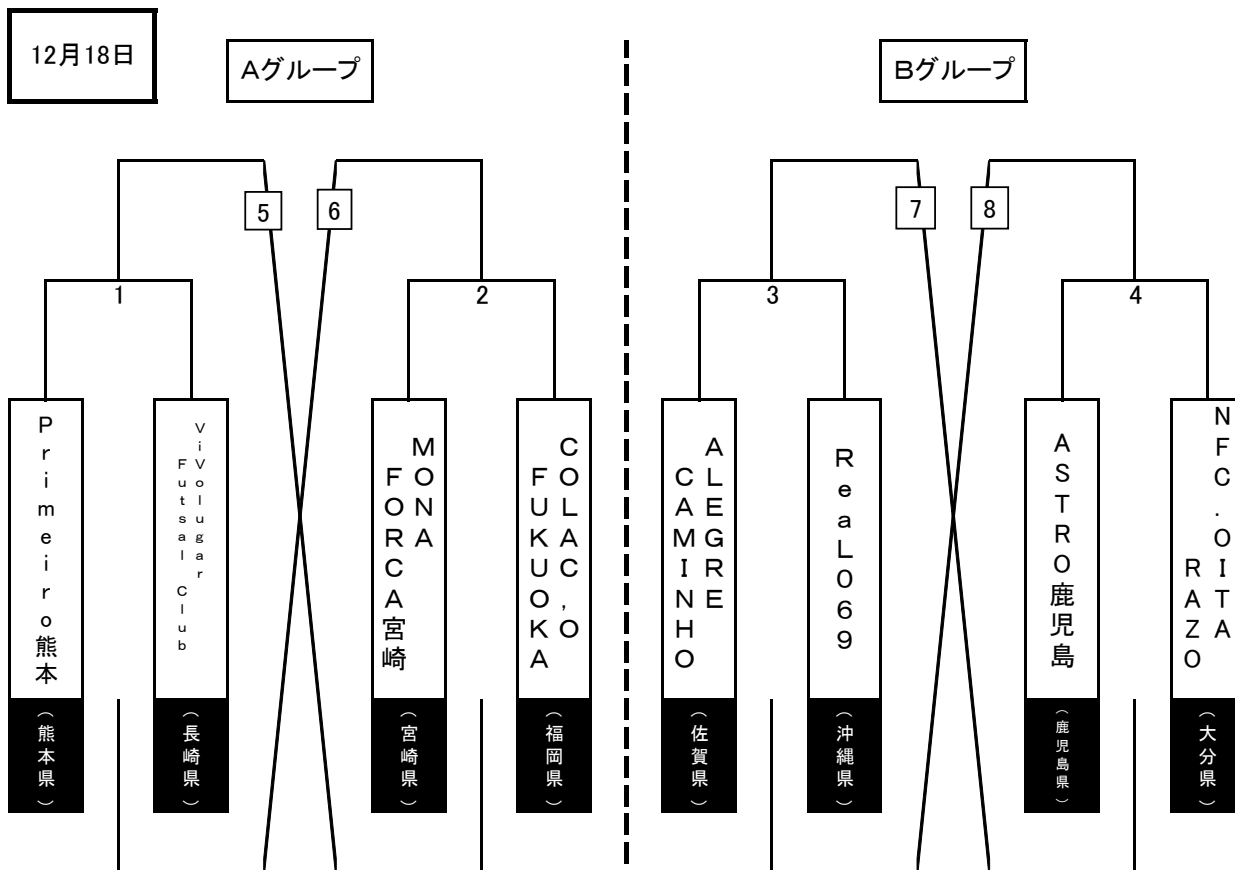 12月18日
Aグループ
Bグループ
5
6
7
8
1
2
3
4
Primeiro熊本
ViVolugar
Futsal Club
MONA
FORCA宮崎
COLAC,O
FUKUOKA
ALEGRE
CAMINHO
ReaL069
ASTRO鹿児島
NFC.OITA
RAZO
（熊本県）
（長崎県）
（宮崎県）
（福岡県）
（佐賀県）
（沖縄県）
（鹿児島県）
（大分県）